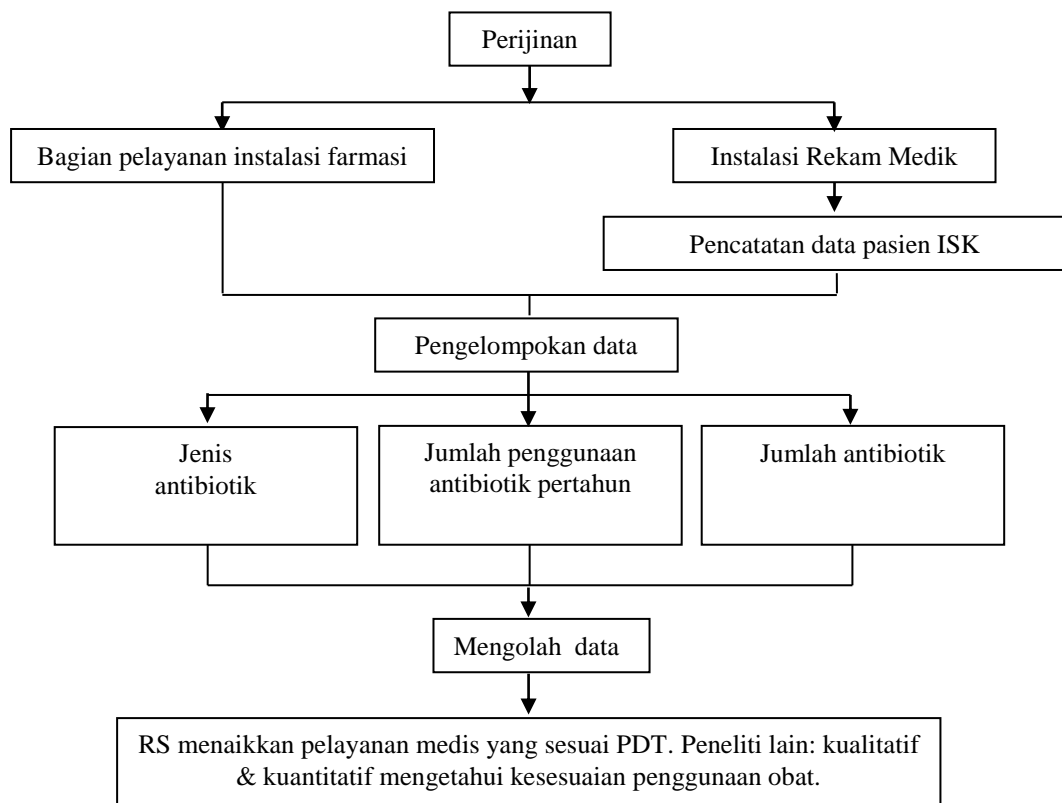 Perijinan
Bagian pelayanan instalasi farmasi
Instalasi Rekam Medik
Pencatatan data pasien ISK
Pengelompokan data
Jenis
antibiotik
Jumlah penggunaan
antibiotik pertahun
Jumlah antibiotik
Mengolah data
RS menaikkan pelayanan medis yang sesuai PDT. Peneliti lain: kualitatif
& kuantitatif mengetahui kesesuaian penggunaan obat.